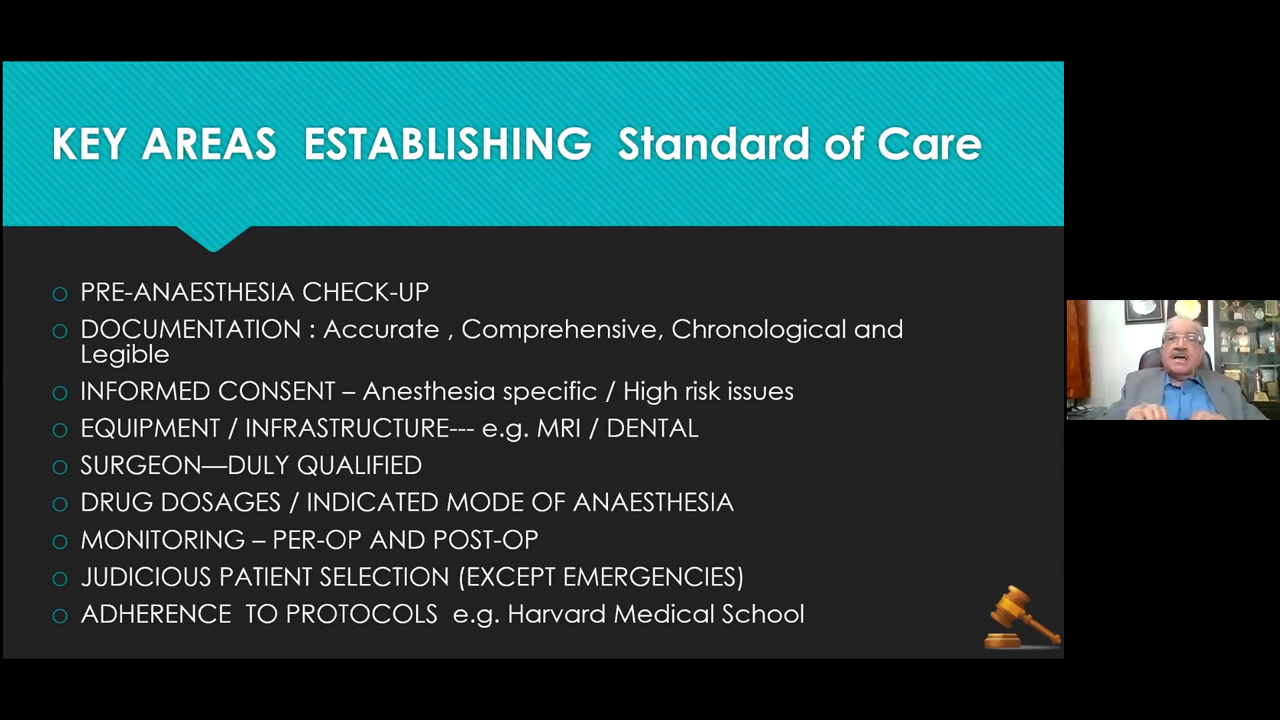 KEY AREAS ESTABLISHING Standard of Care
PRE-ANAESTHESIA CHECK-UP
DOCUMENTATION : Accurate , Comprehensive, Chronological and
Legible
INFORMED CONSENT – Anesthesia specific / High risk issues
EQUIPMENT / INFRASTRUCTURE--- e.g. MRI / DENTAL
SURGEON—DULY QUALIFIED
DRUG DOSAGES / INDICATED MODE OF ANAESTHESIA
MONITORING – PER-OP AND POST-OP
JUDICIOUS PATIENT SELECTION (EXCEPT EMERGENCIES)
ADHERENCE TO PROTOCOLS e.g. Harvard Medical School